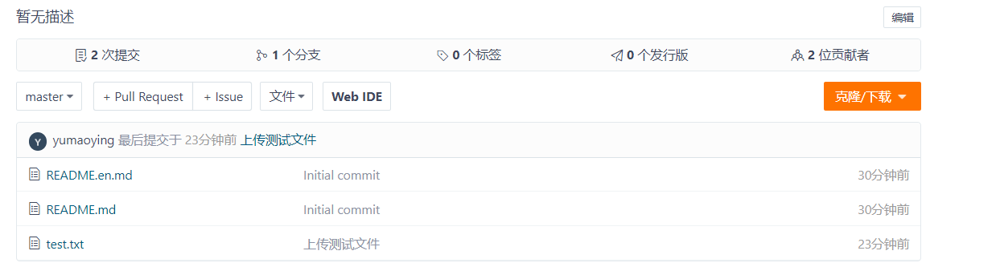 暂无描述 编辑
2 次提交 1 个分支 0 个标签 0 个发行版 2 位贡献者
master + Pull Request + Issue 文件 Web IDE 克隆/下载
Y yumaoying 最后提交于 23分钟前 上传测试文件
README.en.md Initial commit 30分钟前
README.md Initial commit 30分钟前
test.txt 上传测试文件 23分钟前